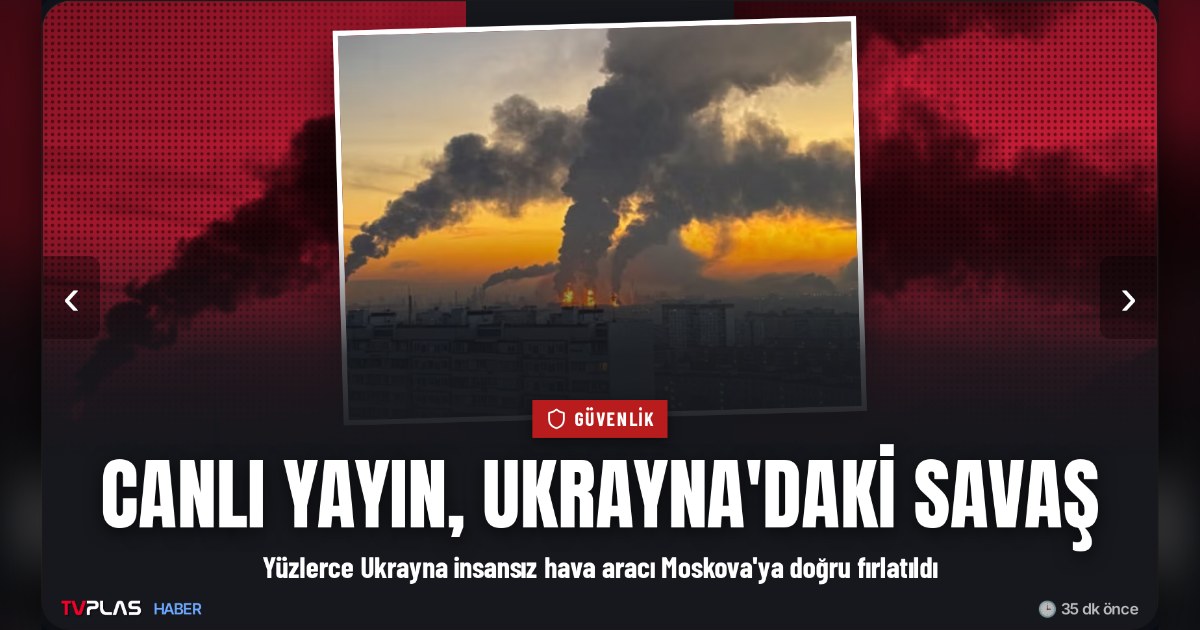 GÜVENLİK
CANLI YAYIN, UKRAYNA'DAKİ SAVAŞ
Yüzlerce Ukrayna insansız hava aracı Moskova'ya doğru fırlatıldı
TVPLAS HABER
35 dk önce